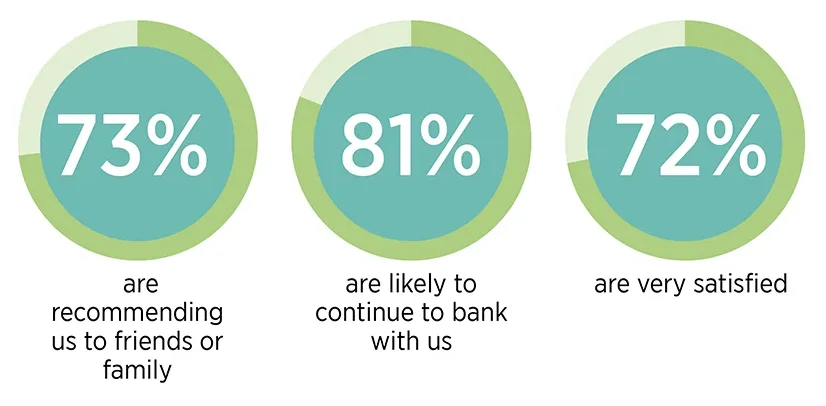 73%
are
recommending
us to friends or
family
81%
are likely to
continue to bank
with us
72%
are very satisfied